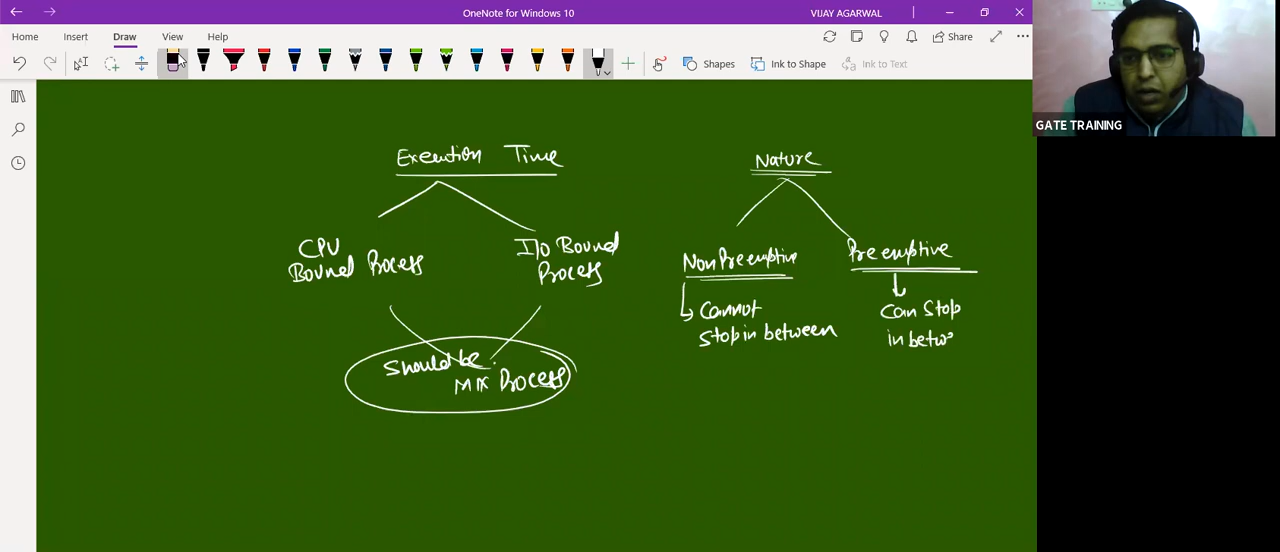 OneNote for Windows 10
VIJAY AGARWAL
Home
Insert
Draw
View
Help
Share
Shapes
Ink to Shape
Ink to Text
GATE TRAINING
Execution Time
CPU
Bound Process
I/O Bound
Process
Should be
MIX Process
Nature
Non Preemptive
Cannot
Stop in between
Preemptive
Can Stop
in betw